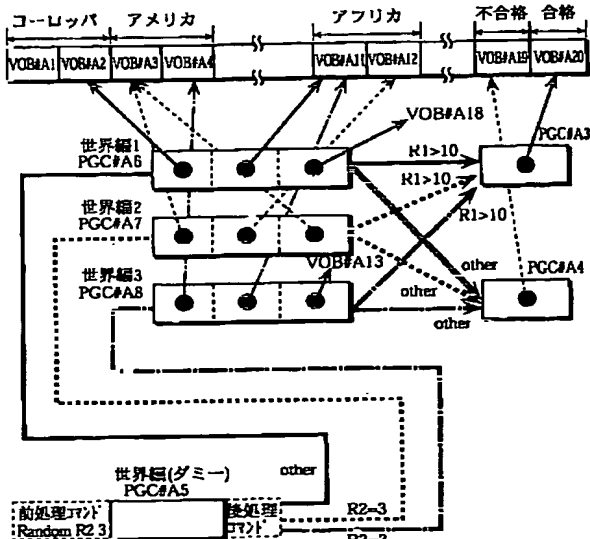 ヨーロッパ アメリカ アフリカ 不合格 合格
VOB#A1 VOB#A2 VOB#A3 VOB#A4 VOB#A11 VOB#A12 VOB#A19 VOB#A20
VOB#A18
世界編1
PGC#A6
PGC#A3
R1>10
R1>10
R1>10
世界編2
PGC#A7
VOB#A13
世界編3
PGC#A8
PGC#A4
other
other
other
世界編(ダミー)
PGC#A5
other
前処理コマンド
Random R2 3
後処理
コマンド
R2=3